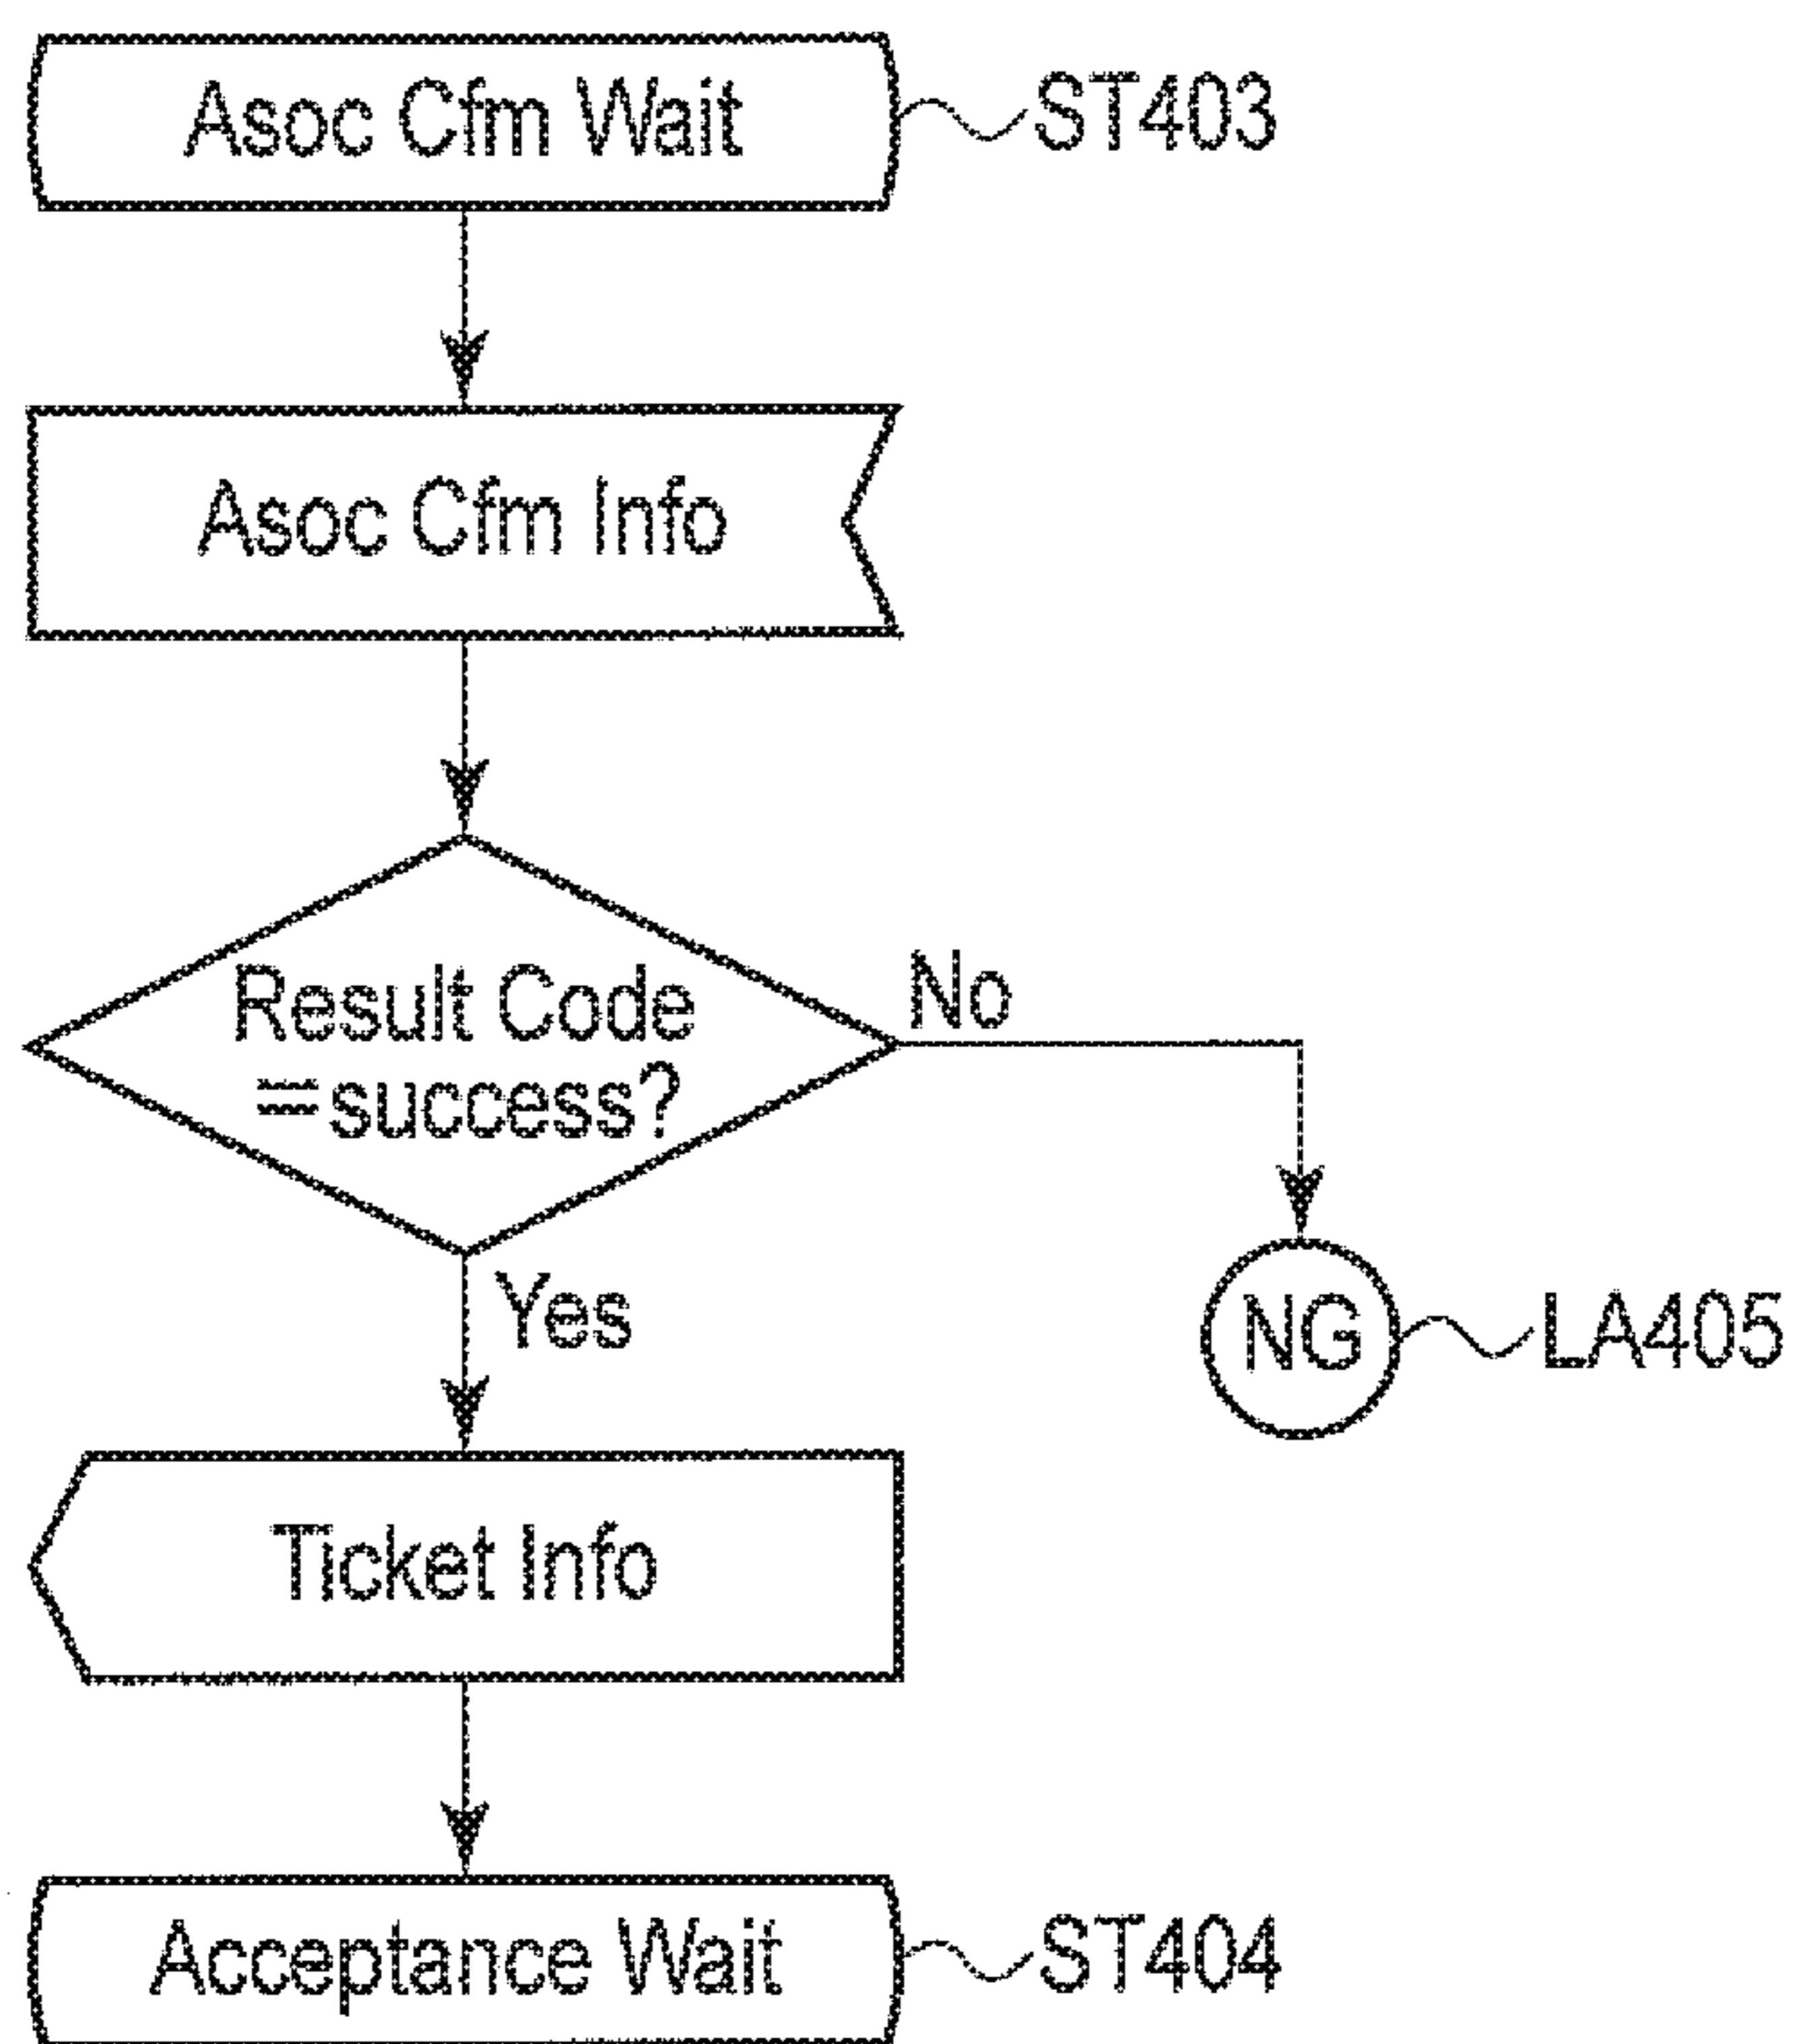 Asoc Cfm Wait
ST403
Asoc Cfm Info
Result Code
=success?
No
Yes
NG
LA405
Ticket Info
Acceptance Wait
ST404